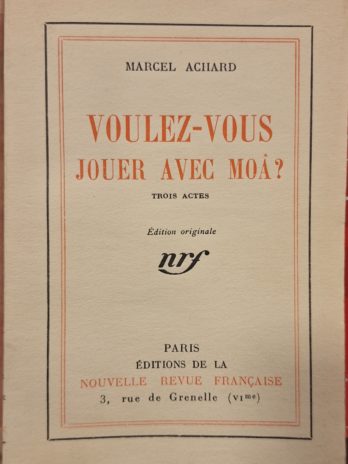 MARCEL ACHARD
VOULEZ-VOUS
JOUER AVEC MOÂ?
TROIS ACTES
Édition originale
nrf
PARIS
ÉDITIONS DE LA
NOUVELLE REVUE FRANÇAISE
3, rue de Grenelle (VIme)